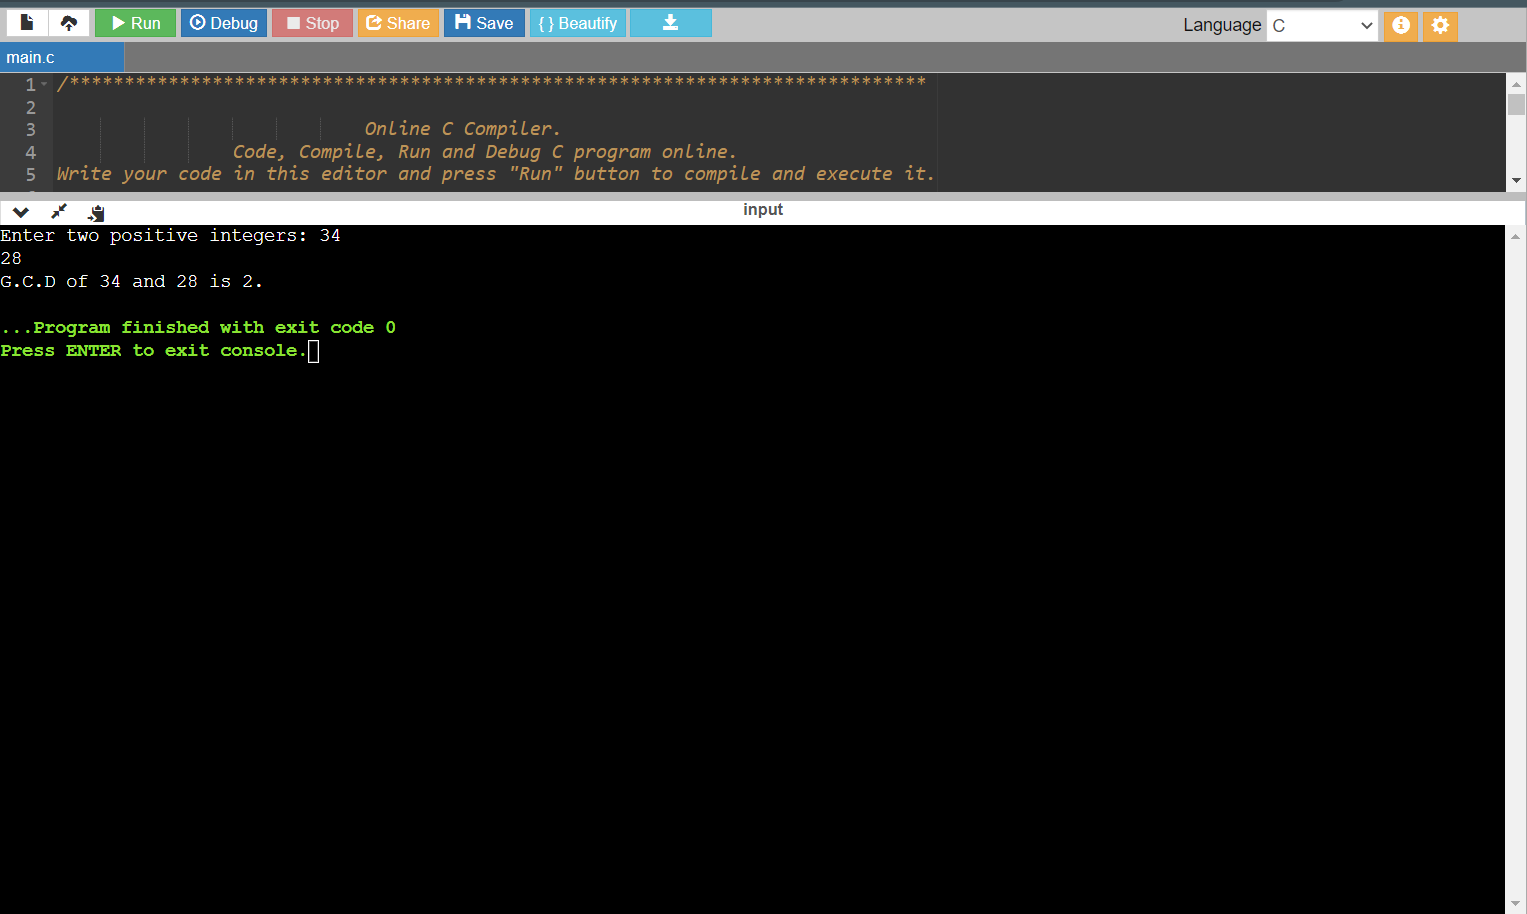 Run Debug Stop Share Save { } Beautify Language C
main.c
1 /******************************************************************************
2
3 Online C Compiler.
4 Code, Compile, Run and Debug C program online.
5 Write your code in this editor and press "Run" button to compile and execute it.
input
Enter two positive integers: 34
28
G.C.D of 34 and 28 is 2.
...Program finished with exit code 0
Press ENTER to exit console.